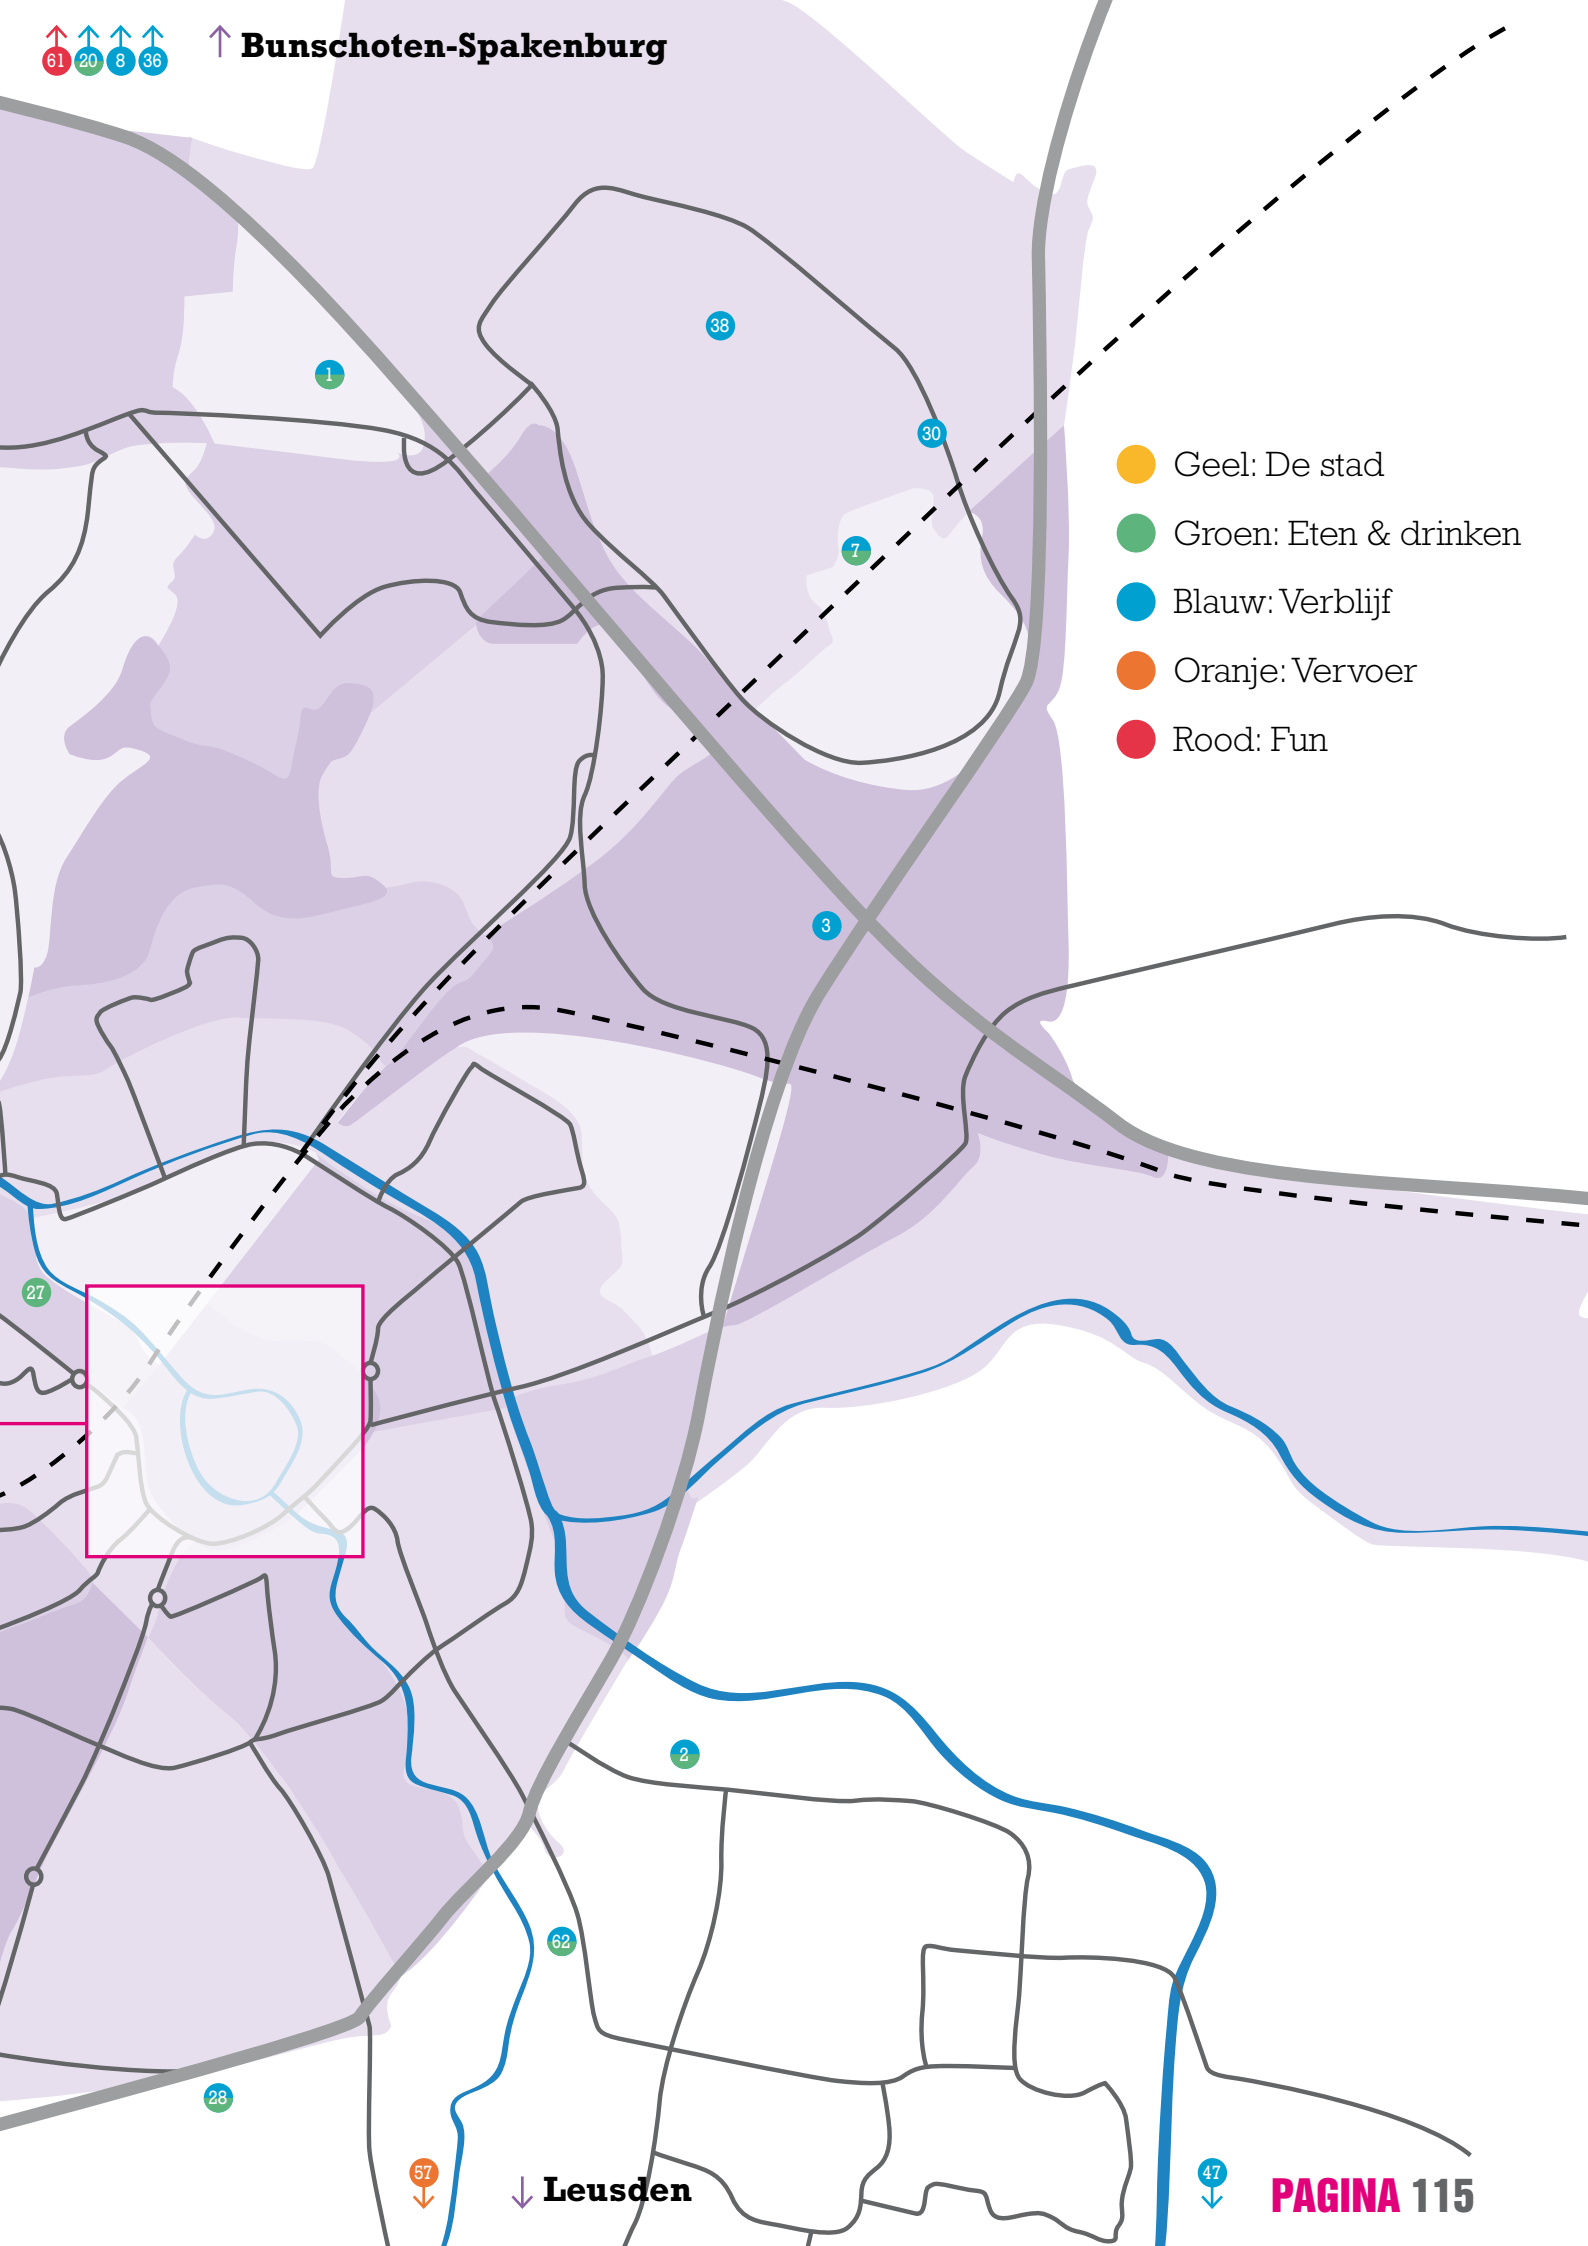 61 20 8 36 Bunschoten-Spakenburg
38
1
30
Geel: De stad
Groen: Eten & drinken
7
Blauw: Verblijf
Oranje: Vervoer
Rood: Fun
3
27
2
62
28
57
Leusden
47
PAGINA 115